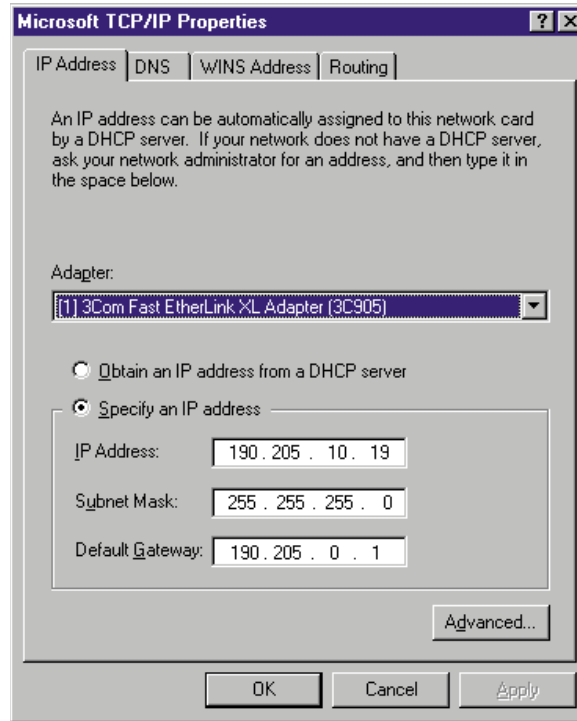 Microsoft TCP/IP Properties
IP Address DNS WINS Address Routing
An IP address can be automatically assigned to this network card
by a DHCP server. If your network does not have a DHCP server,
ask your network administrator for an address, and then type it in
the space below.
Adapter:
[1] 3Com Fast EtherLink XL Adapter (3C905)
Obtain an IP address from a DHCP server
Specify an IP address
IP Address: 190 . 205 . 10 . 19
Subnet Mask: 255 . 255 . 255 . 0
Default Gateway: 190 . 205 . 0 . 1
Advanced...
OK Cancel Apply